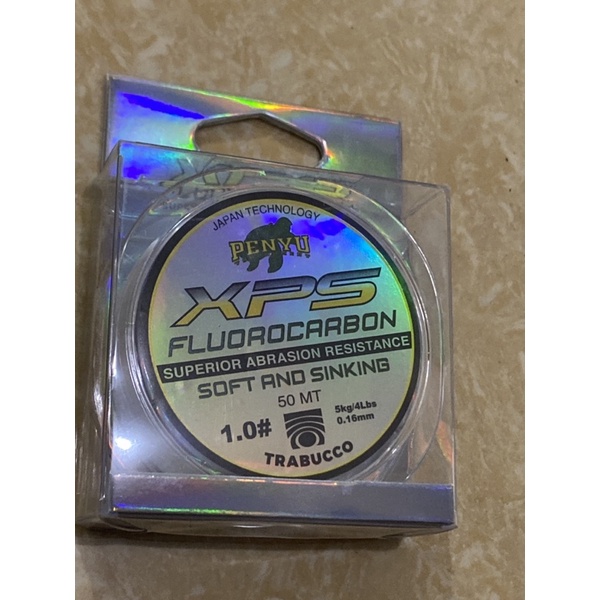 JAPAN TECHNOLOGY
PENYU
XPS
FLUOROCARBON
SUPERIOR ABRASION RESISTANCE
SOFT AND SINKING
50 MT
5kg/4Lbs
1.0#
0.16mm
TRABUCCO